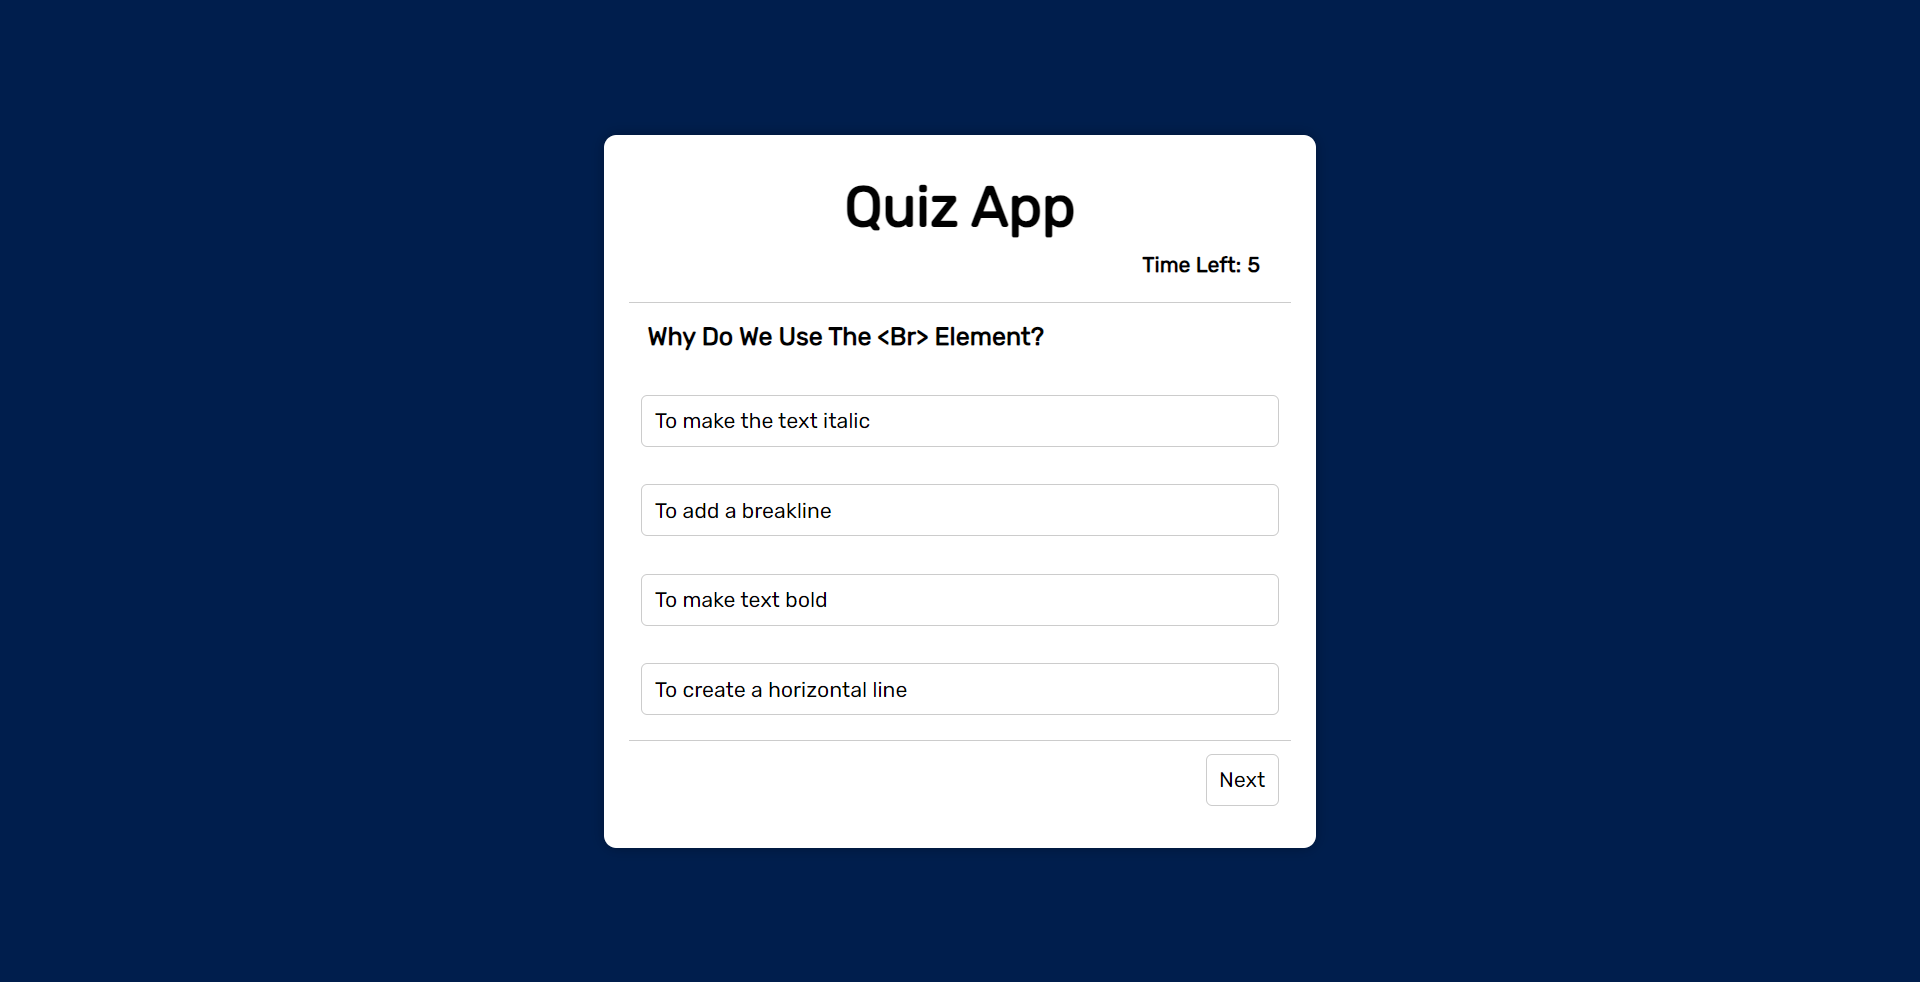 Quiz App
Time Left: 5
Why Do We Use The <Br> Element?
To make the text italic
To add a breakline
To make text bold
To create a horizontal line
Next